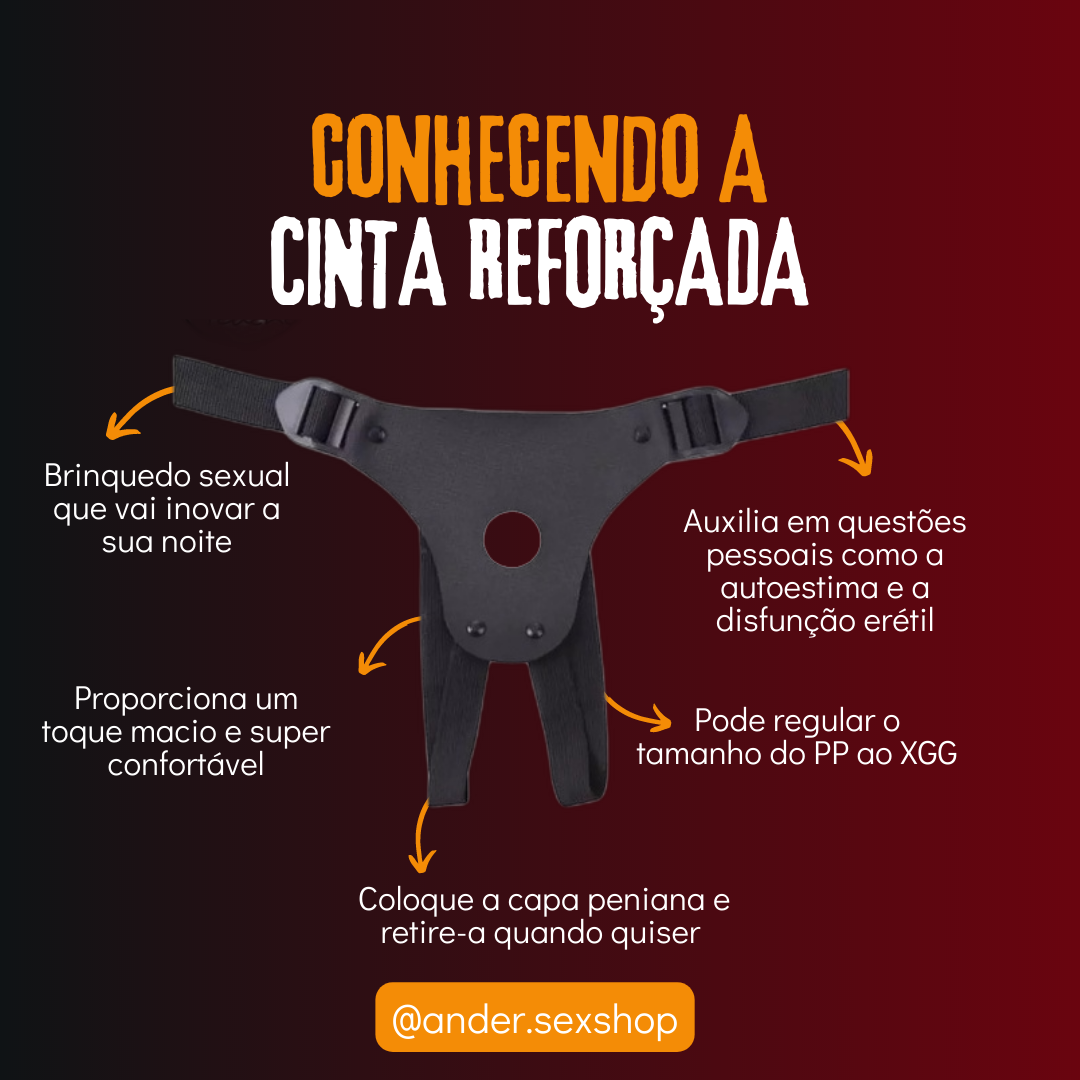 CONHECENDO A
CINTA REFORÇADA
Brinquedo sexual
que vai inovar a
sua noite
Auxilia em questões
pessoais como a
autoestima e a
disfunção erétil
Proporciona um
toque macio e super
confortável
Pode regular o
tamanho do PP ao XGG
Coloque a capa peniana e
retire-a quando quiser
@ander.sexshop